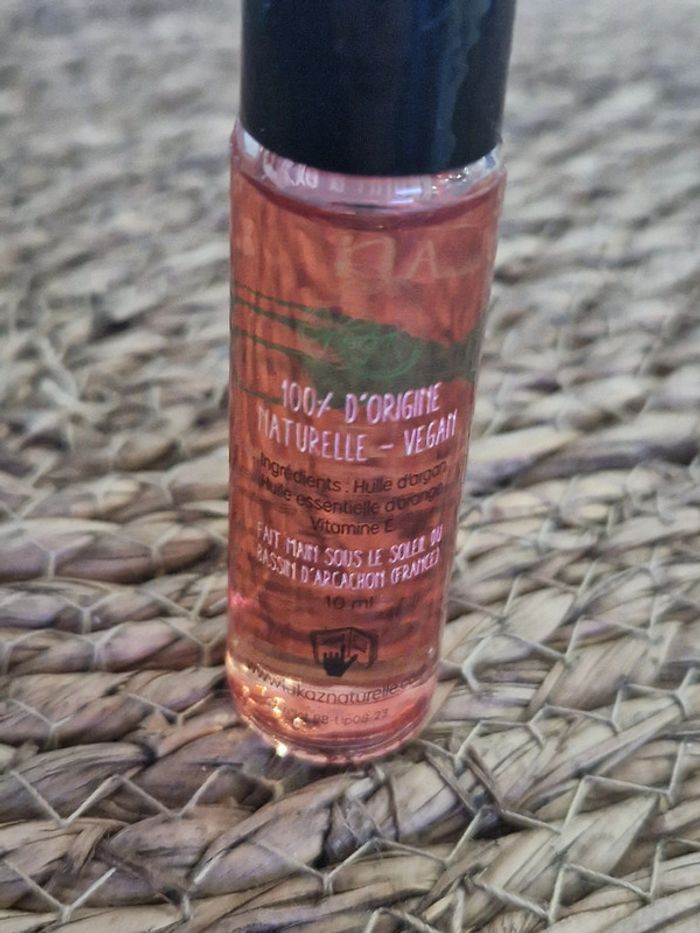 100% D'ORIGINE
NATURELLE - VEGAN
Ingrédients : Huile d'argan,
Huile essentielle d'orange,
Vitamine E
FAIT MAIN SOUS LE SOLEIL DU
BASSIN D'ARCACHON (FRANCE)
10 ml